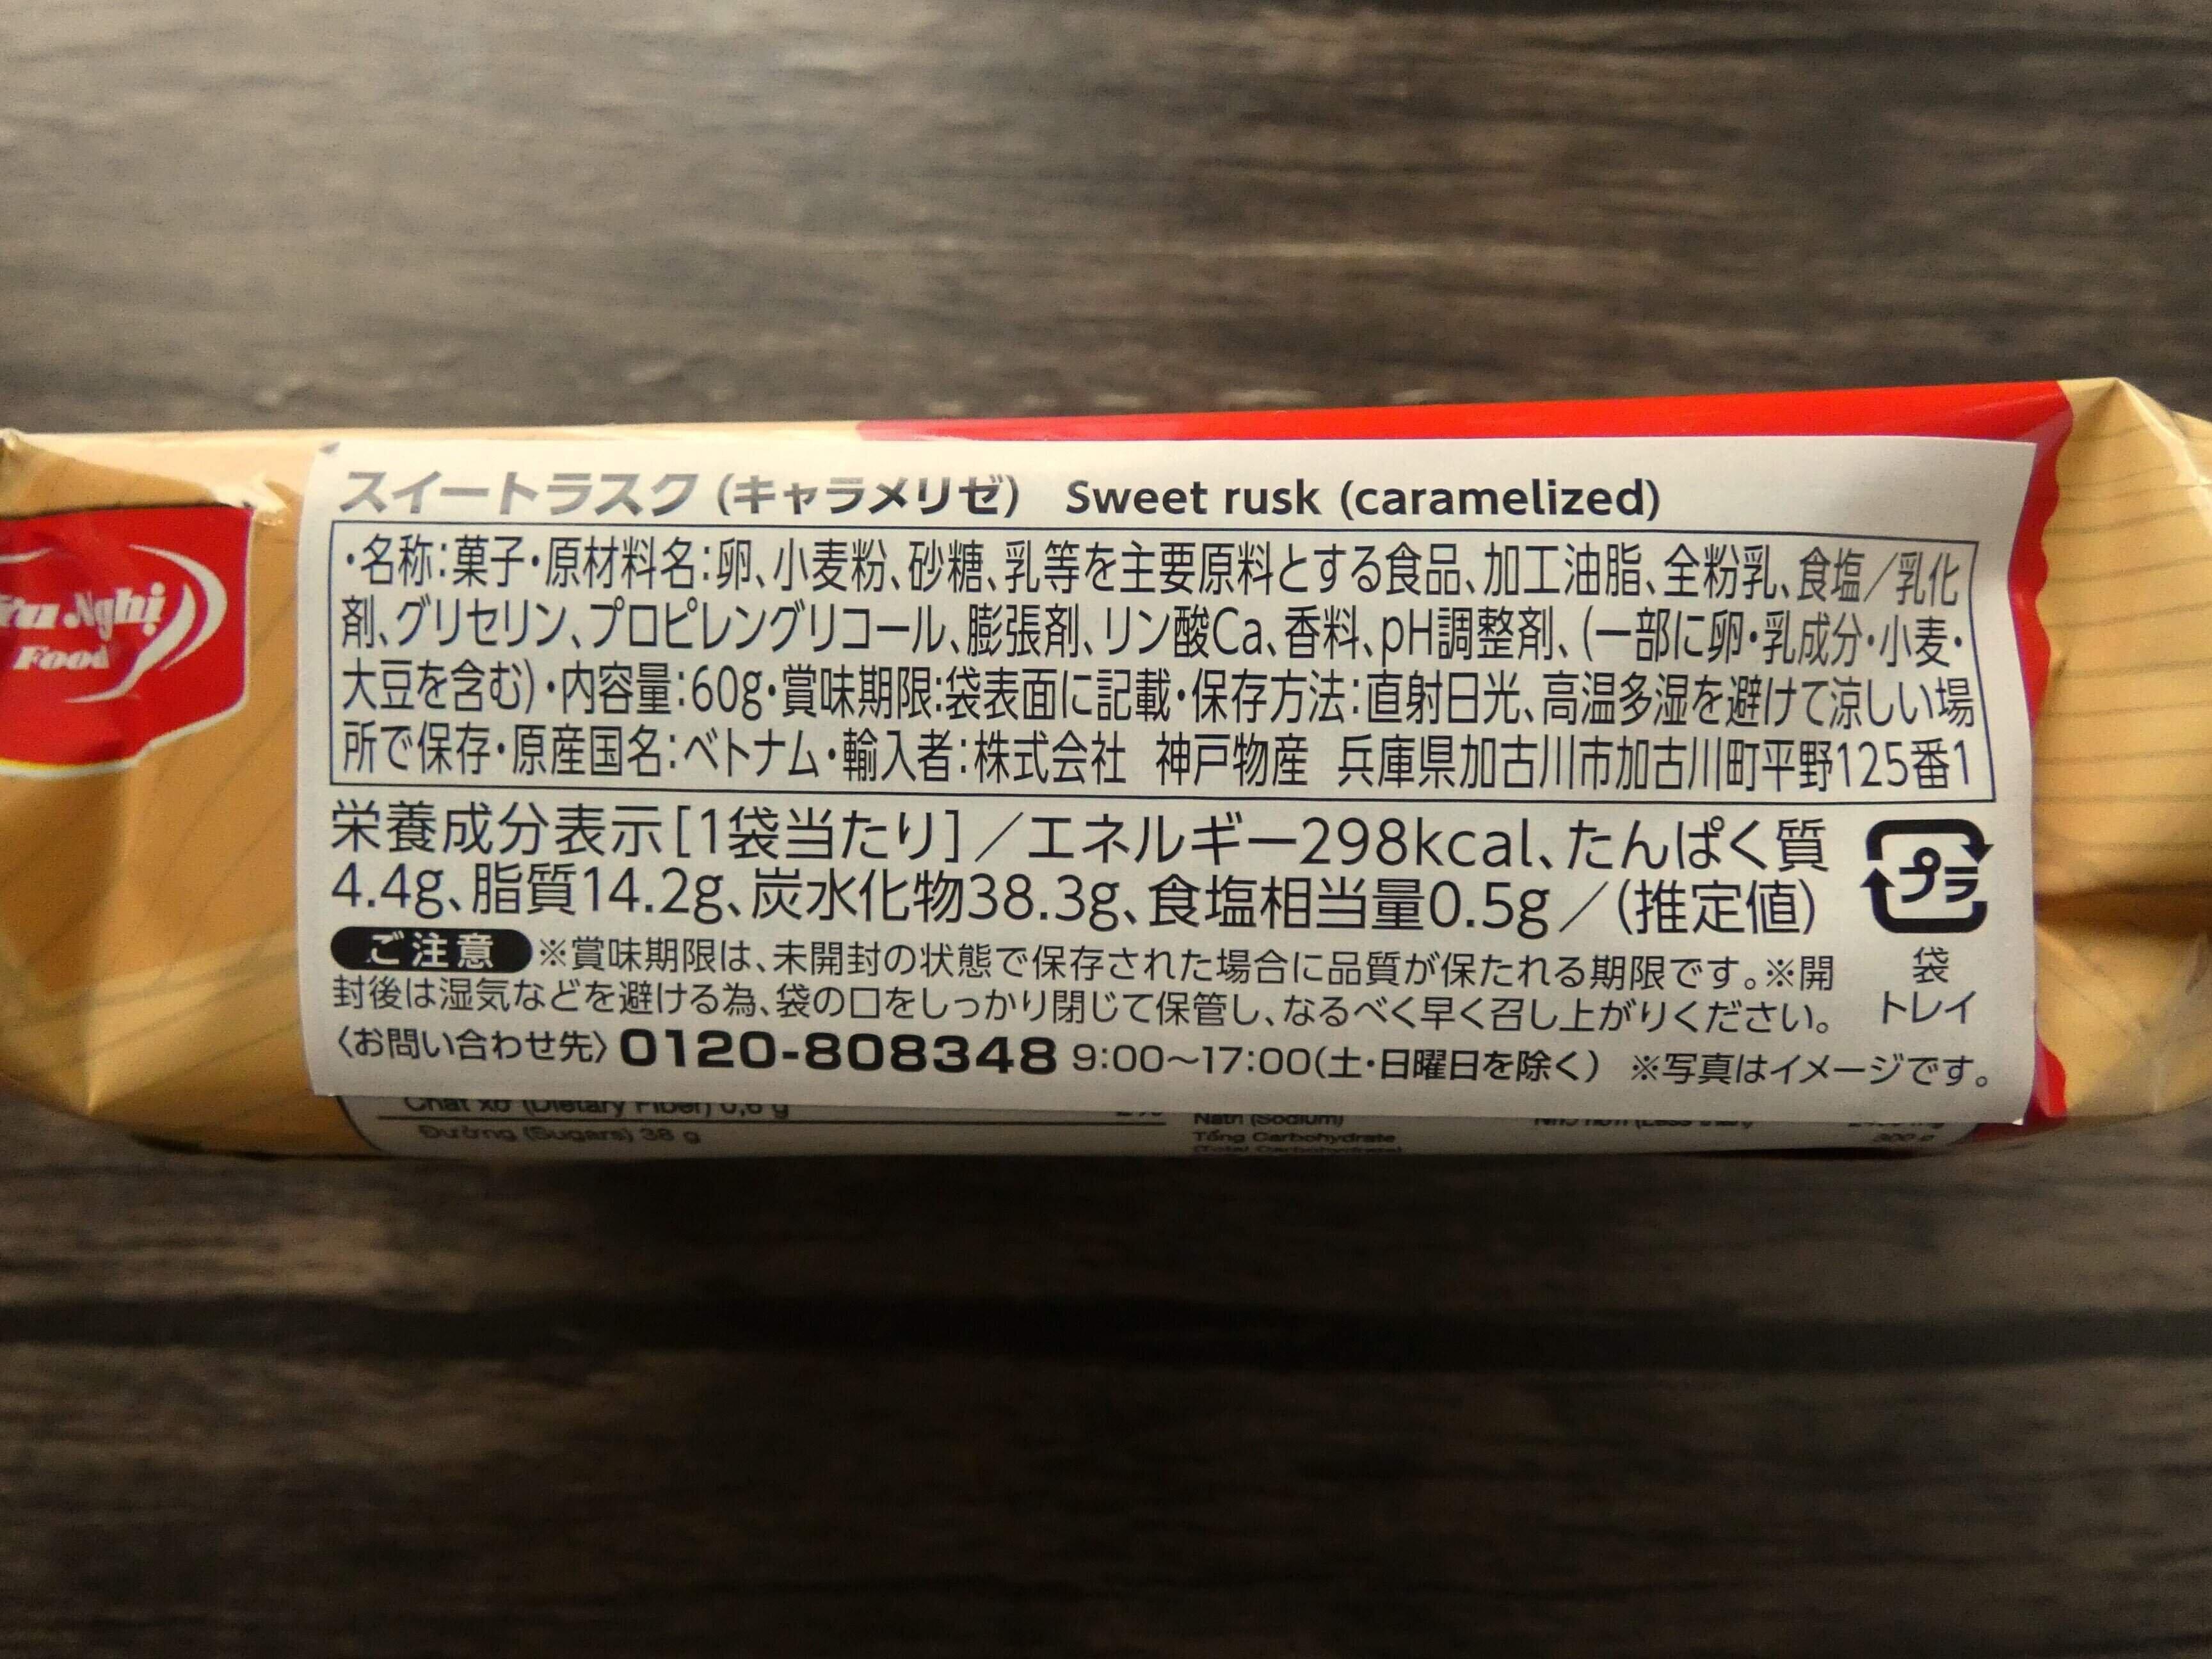 スイートラスク(キャラメリゼ) Sweet rusk (caramelized)
・名称:菓子・原材料名:卵、小麦粉、砂糖、乳等を主要原料とする食品、加工油脂、全粉乳、食塩/乳化
剤、グリセリン、プロピレングリコール、膨張剤、リン酸Ca、香料、pH調整剤、(一部に卵・乳成分・小麦・
大豆を含む)・内容量:60g・賞味期限:袋表面に記載・保存方法:直射日光、高温多湿を避けて涼しい場
所で保存・原産国名:ベトナム・輸入者:株式会社 神戸物産 兵庫県加古川市加古川町平野125番1
栄養成分表示[1袋当たり]/エネルギー298kcal、たんぱく質
4.4g、脂質14.2g、炭水化物38.3g、食塩相当量0.5g/(推定値)
プラ
袋
トレイ
ご注意 ※賞味期限は、未開封の状態で保存された場合に品質が保たれる期限です。※開
封後は湿気などを避ける為、袋の口をしっかり閉じて保管し、なるべく早く召し上がりください。
〈お問い合わせ先〉0120-808348 9:00〜17:00(土・日曜日を除く) ※写真はイメージです。
Nghị
Food
Chất xơ (Dietary Fiber) 0,6 g
Đường (Sugars) 38 g
Natri (Sodium)
Tổng Carbohydrate
(Total Carbohydrate)
300 g